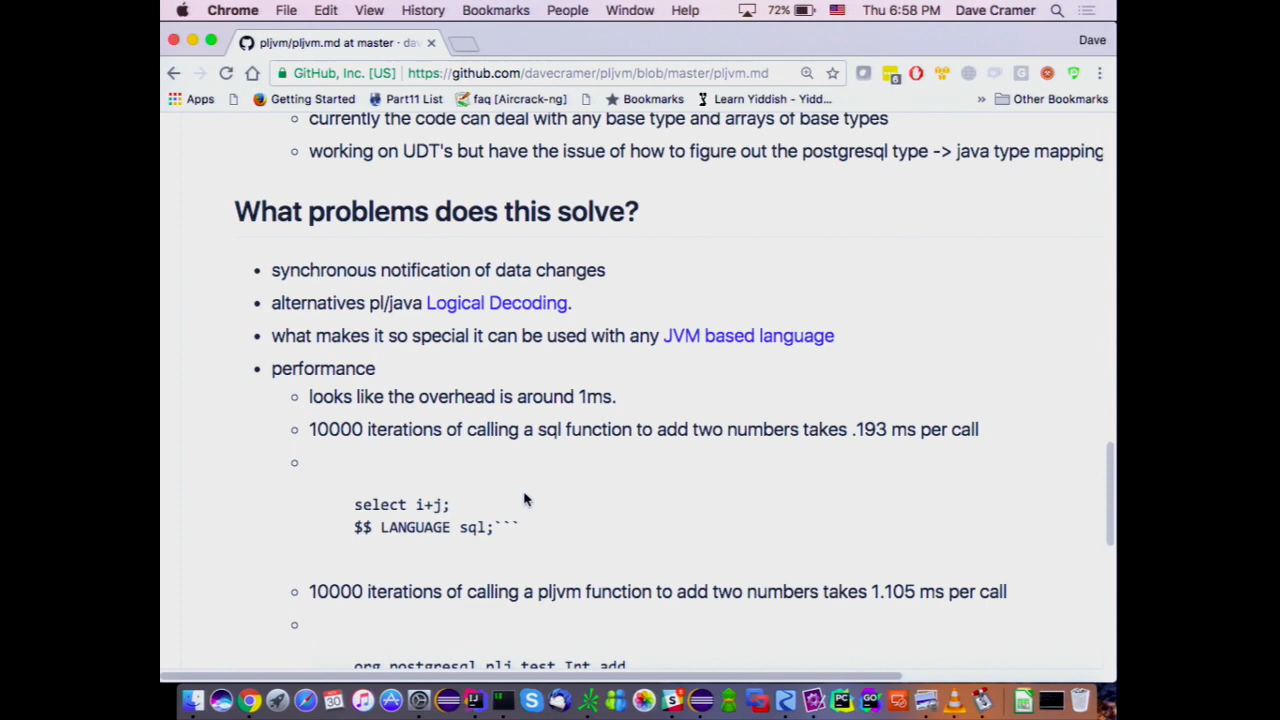 Chrome File Edit View History Bookmarks People Window Help 72% Thu 6:58 PM Dave Cramer
pljvm/pljvm.md at master · dav Dave
GitHub, Inc. [US] https://github.com/davecramer/pljvm/blob/master/pljvm.md
Apps Getting Started Part11 List faq [Aircrack-ng] Bookmarks Learn Yiddish - Yidd... » Other Bookmarks
currently the code can deal with any base type and arrays of base types
working on UDT's but have the issue of how to figure out the postgresql type -> java type mapping
What problems does this solve?
synchronous notification of data changes
alternatives pl/java Logical Decoding.
what makes it so special it can be used with any JVM based language
performance
looks like the overhead is around 1ms.
10000 iterations of calling a sql function to add two numbers takes .193 ms per call
select i+j;
$$ LANGUAGE sql;```
10000 iterations of calling a pljvm function to add two numbers takes 1.105 ms per call
org.postgresql.plj.test.Int.add